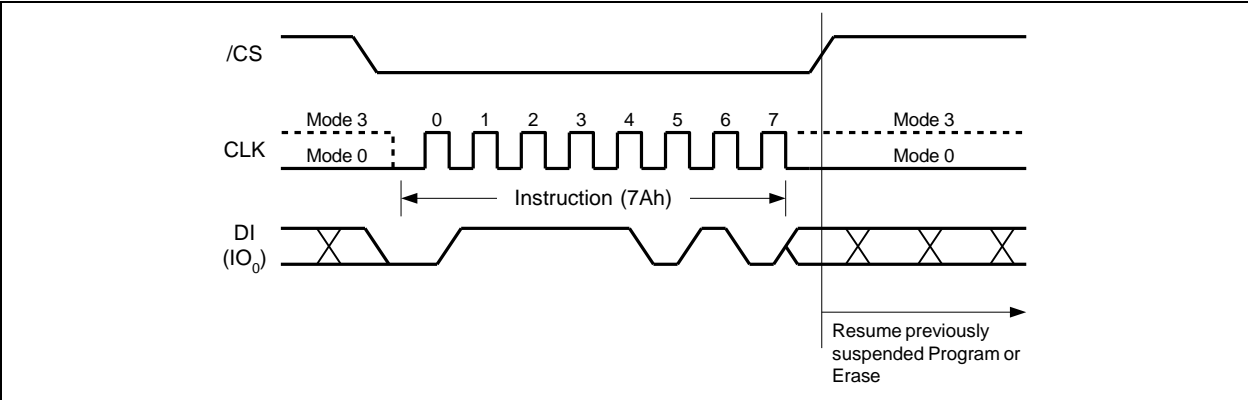 /CS
Mode 3 0 1 2 3 4 5 6 7 Mode 3
CLK
Mode 0 Mode 0
Instruction (7Ah)
DI
(IO₀)
Resume previously
suspended Program or
Erase